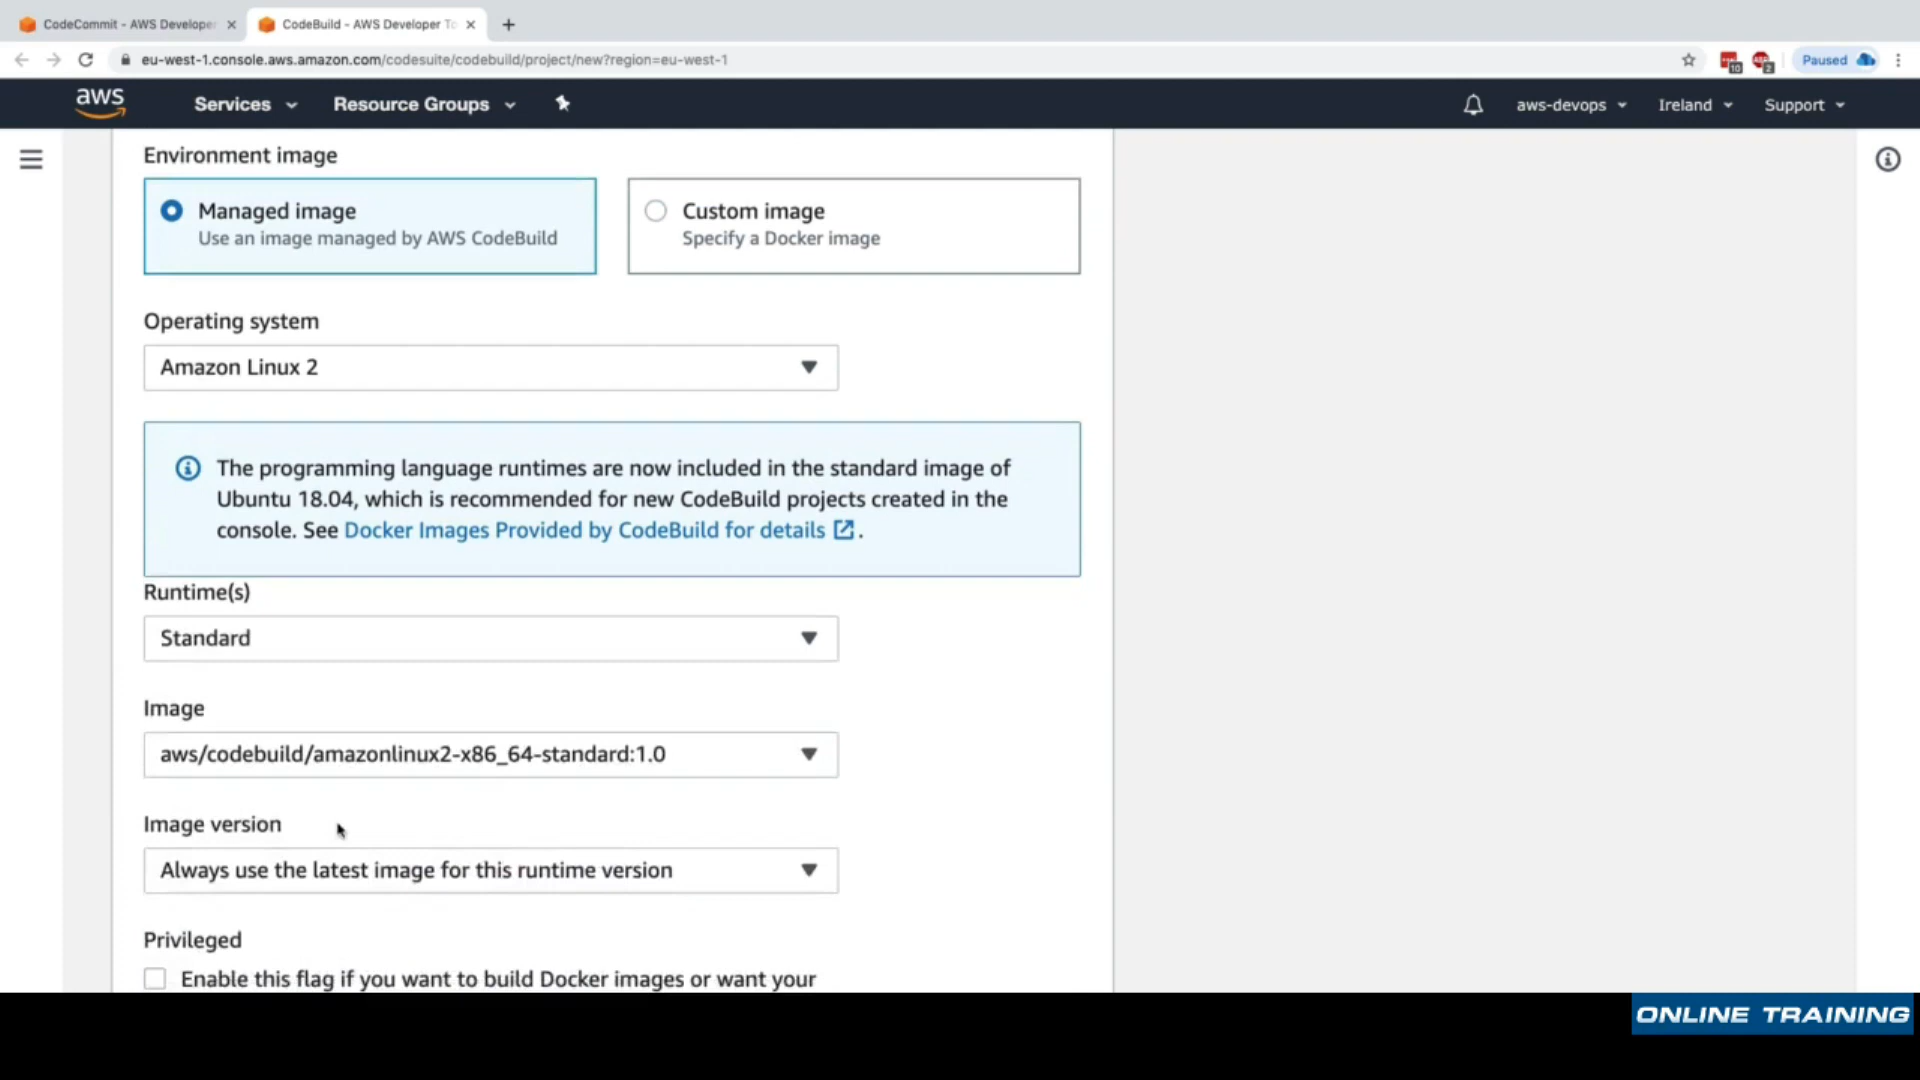 CodeCommit - AWS Developer
CodeBuild - AWS Developer To
eu-west-1.console.aws.amazon.com/codesuite/codebuild/project/new?region=eu-west-1
10
2
Paused
aws
Services
Resource Groups
aws-devops
Ireland
Support
Environment image
Managed image
Use an image managed by AWS CodeBuild
Custom image
Specify a Docker image
Operating system
Amazon Linux 2
The programming language runtimes are now included in the standard image of
Ubuntu 18.04, which is recommended for new CodeBuild projects created in the
console. See Docker Images Provided by CodeBuild for details .
Runtime(s)
Standard
Image
aws/codebuild/amazonlinux2-x86_64-standard:1.0
Image version
Always use the latest image for this runtime version
Privileged
Enable this flag if you want to build Docker images or want your
ONLINE TRAINING